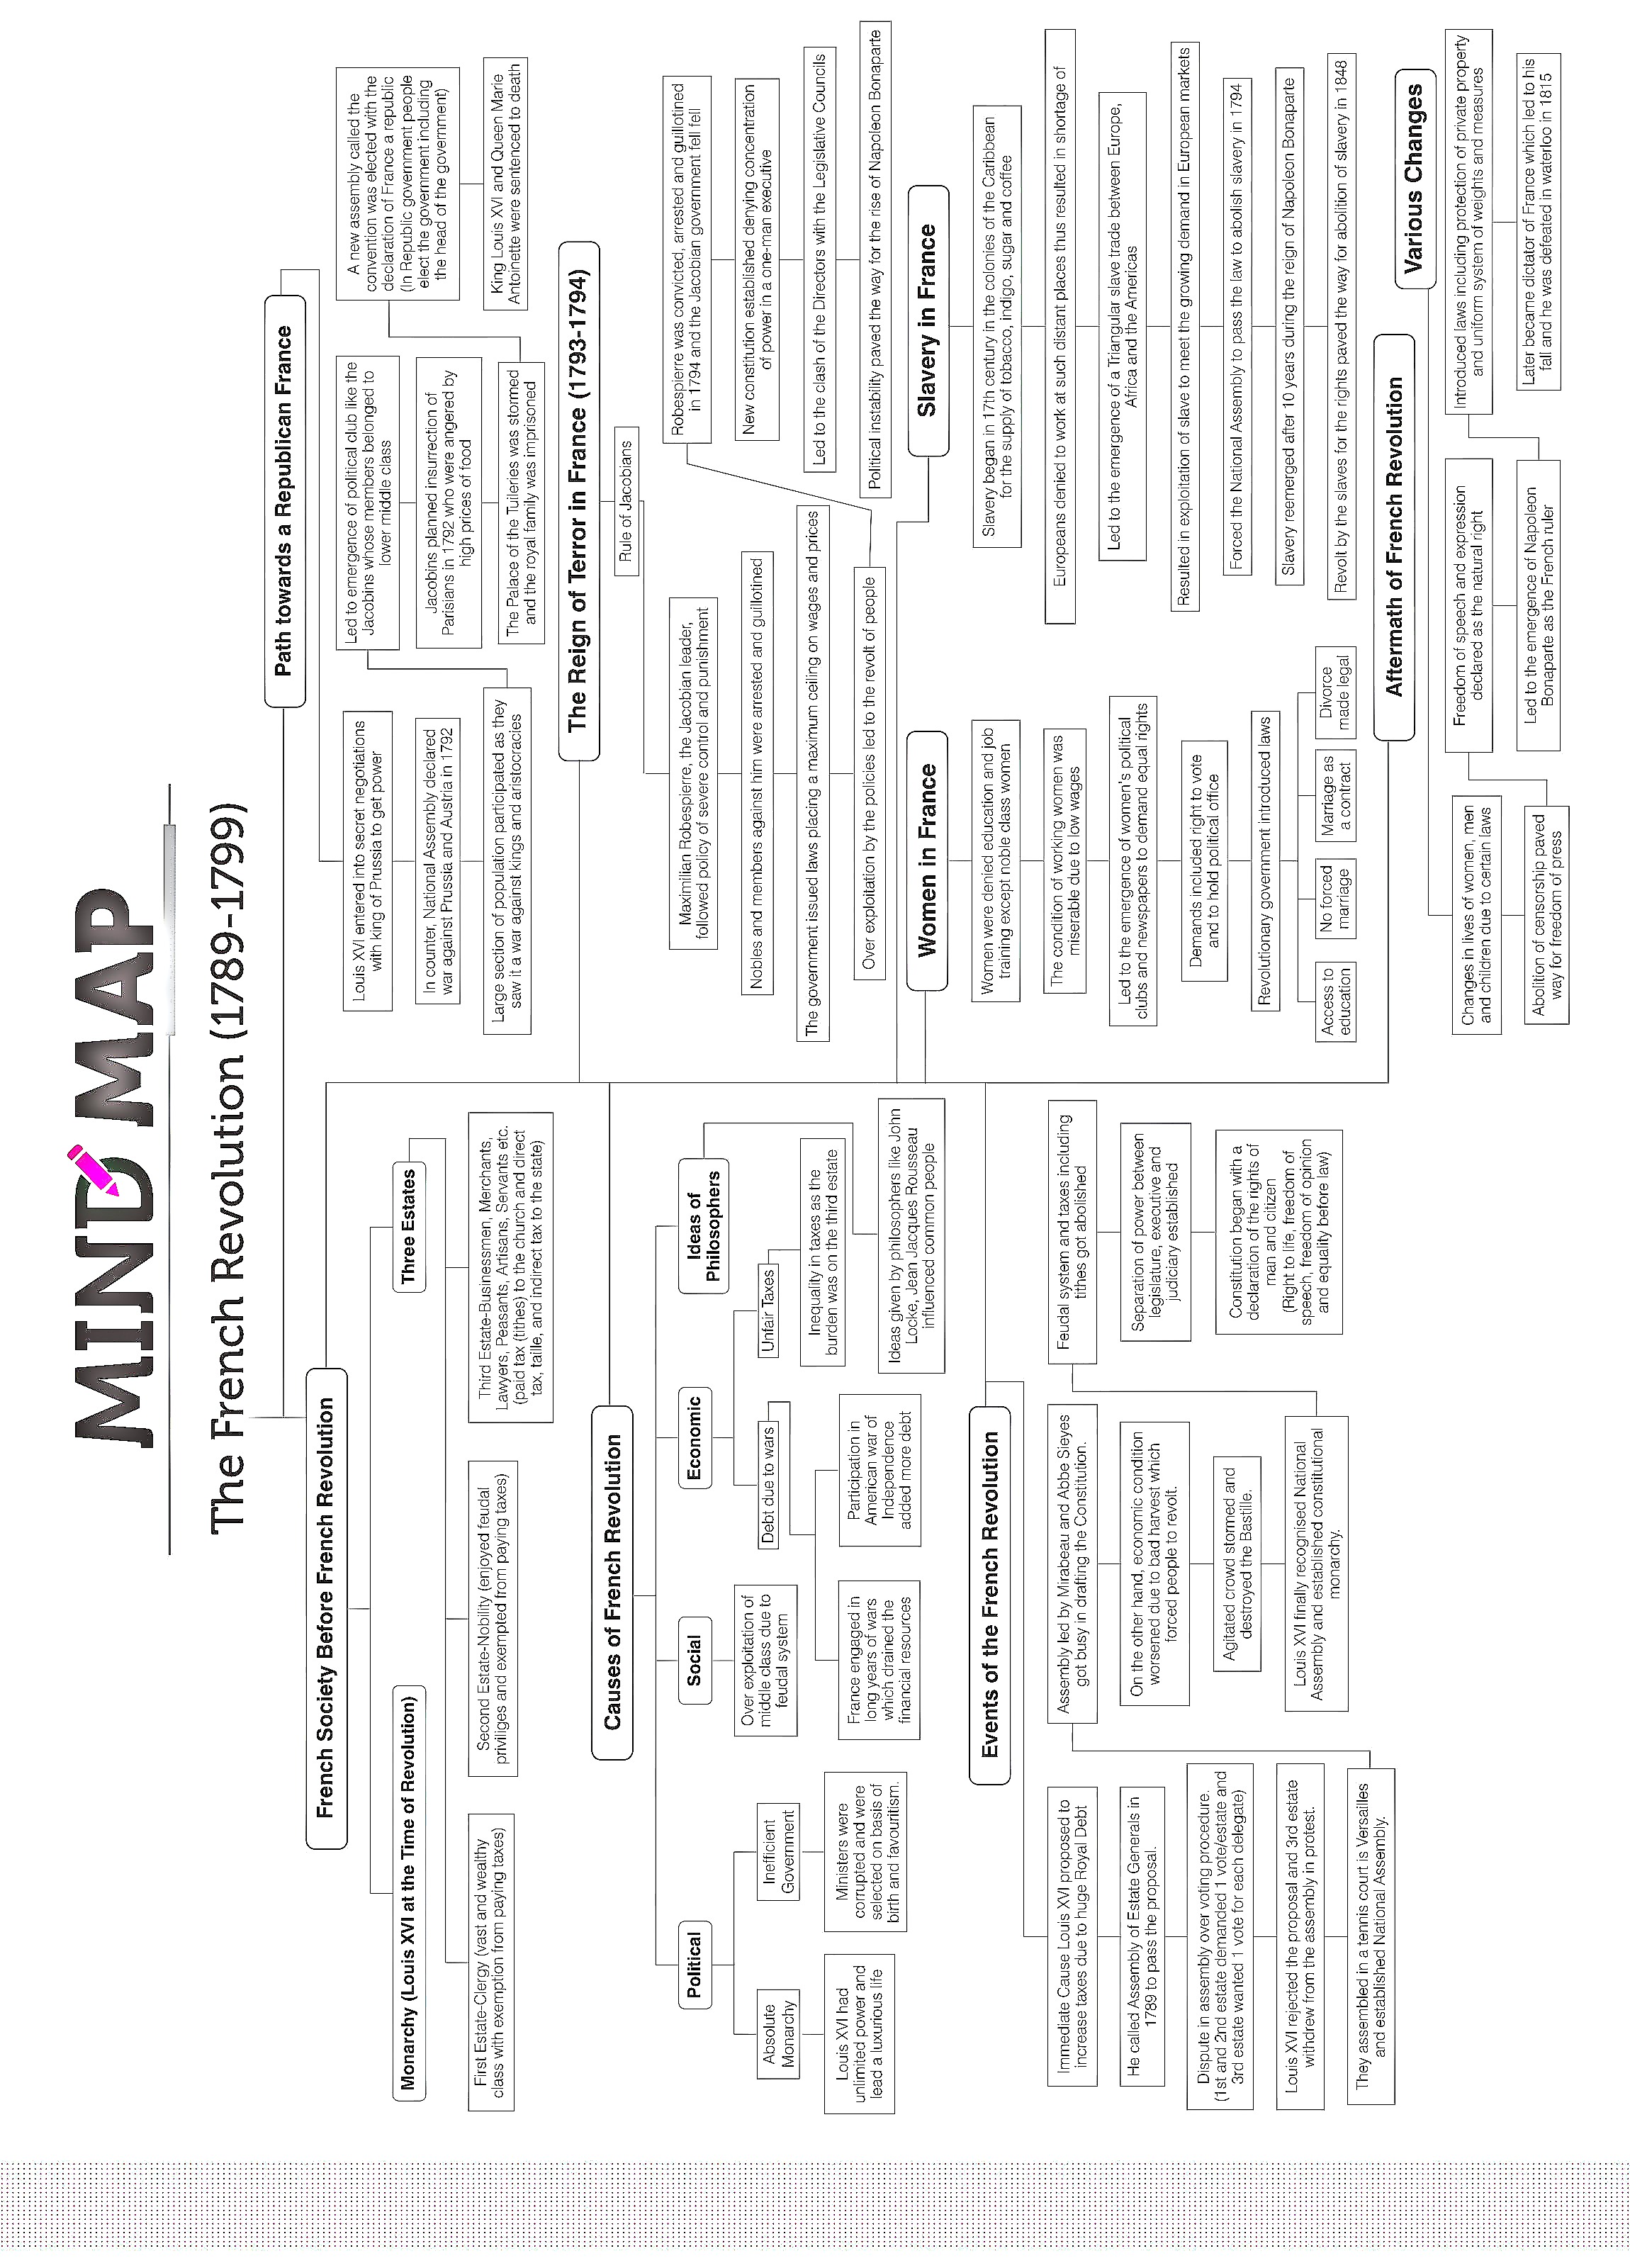 MIND MAP
The French Revolution (1789-1799)
French Society Before French Revolution
Monarchy (Louis XVI at the Time of Revolution)
Three Estates
First Estate-Clergy (vast and wealthy
class with exemption from paying taxes)
Second Estate-Nobility (enjoyed feudal
priviliges and exempted from paying taxes)
Third Estate-Businessmen, Merchants,
Lawyers, Peasants, Artisans, Servants etc.
(paid tax (tithes) to the church and direct
tax, taille, and indirect tax to the state)
Causes of French Revolution
Political
Social
Economic
Ideas of
Philosophers
Absolute
Monarchy
Inefficient
Government
Louis XVI had
unlimited power and
lead a luxurious life
Ministers were
corrupted and were
selected on basis of
birth and favouritism.
Over exploitation of
middle class due to
feudal system
Debt due to wars
Unfair Taxes
France engaged in
long years of wars
which drained the
financial resources
Participation in
American war of
Independence
added more debt
Inequality in taxes as the
burden was on the third estate
Ideas given by philosophers like John
Locke, Jean Jacques Rousseau
influenced common people
Events of the French Revolution
Immediate Cause Louis XVI proposed to
increase taxes due to huge Royal Debt
He called Assembly of Estate Generals in
1789 to pass the proposal.
Dispute in assembly over voting procedure.
(1st and 2nd estate demanded 1 vote/estate and
3rd estate wanted 1 vote for each delegate)
Louis XVI rejected the proposal and 3rd estate
withdrew from the assembly in protest.
They assembled in a tennis court is Versailles
and established National Assembly.
Assembly led by Mirabeau and Abbe Sieyes
got busy in drafting the Constitution.
On the other hand, economic condition
worsened due to bad harvest which
forced people to revolt.
Agitated crowd stormed and
destroyed the Bastille.
Louis XVI finally recognised National
Assembly and established constitutional
monarchy.
Feudal system and taxes including
tithes got abolished
Separation of power between
legislature, executive and
judiciary established
Constitution began with a
declaration of the rights of
man and citizen
(Right to life, freedom of
speech, freedom of opinion
and equality before law)
Path towards a Republican France
Louis XVI entered into secret negotiations
with king of Prussia to get power
In counter, National Assembly declared
war against Prussia and Austria in 1792
Large section of population participated as they
saw it a war against kings and aristocracies
Led to emergence of political club like the
Jacobins whose members belonged to
lower middle class
Jacobins planned insurrection of
Parisians in 1792 who were angered by
high prices of food
The Palace of the Tuileries was stormed
and the royal family was imprisoned
A new assembly called the
convention was elected with the
declaration of France a republic
(In Republic government people
elect the government including
the head of the government)
King Louis XVI and Queen Marie
Antoinette were sentenced to death
The Reign of Terror in France (1793-1794)
Rule of Jacobians
Maximilian Robespierre, the Jacobian leader,
followed policy of severe control and punishment
Nobles and members against him were arrested and guillotined
The government issued laws placing a maximum ceiling on wages and prices
Over exploitation by the policies led to the revolt of people
Robespierre was convicted, arrested and guillotined
in 1794 and the Jacobian government fell fell
New constitution established denying concentration
of power in a one-man executive
Led to the clash of the Directors with the Legislative Councils
Political instability paved the way for the rise of Napoleon Bonaparte
Women in France
Women were denied education and job
training except noble class women
The condition of working women was
miserable due to low wages
Led to the emergence of women's political
clubs and newspapers to demand equal rights
Demands included right to vote
and to hold political office
Revolutionary government introduced laws
Access to
education
No forced
marriage
Marriage as
a contract
Divorce
made legal
Slavery in France
Slavery began in 17th century in the colonies of the Caribbean
for the supply of tobacco, indigo, sugar and coffee
Europeans denied to work at such distant places thus resulted in shortage of
Led to the emergence of a Triangular slave trade between Europe,
Africa and the Americas
Resulted in exploitation of slave to meet the growing demand in European markets
Forced the National Assembly to pass the law to abolish slavery in 1794
Slavery reemerged after 10 years during the reign of Napoleon Bonaparte
Revolt by the slaves for the rights paved the way for abolition of slavery in 1848
Aftermath of French Revolution
Various Changes
Changes in lives of women, men
and children due to certain laws
Abolition of censorship paved
way for freedom of press
Freedom of speech and expression
declared as the natural right
Led to the emergence of Napoleon
Bonaparte as the French ruler
Introduced laws including protection of private property
and uniform system of weights and measures
Later became dictator of France which led to his
fall and he was defeated in waterloo in 1815